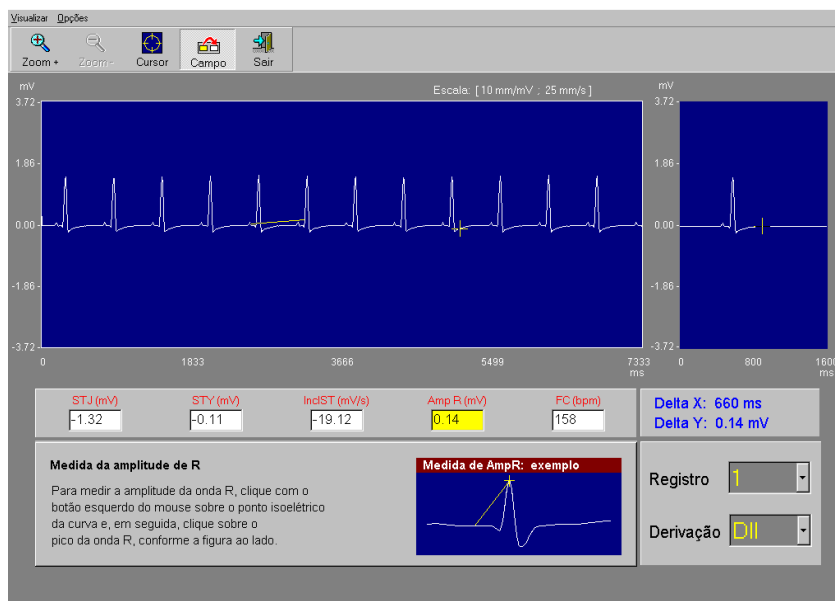 Visualizar Opções
Zoom + Zoom - Cursor Campo Sair
mV Escala: [ 10 mm/mV ; 25 mm/s ] mV
3.72 3.72
1.86 1.86
0.00 0.00
-1.86 -1.86
-3.72 -3.72
0 1833 3666 5499 7333 0 800 1600
ms ms
STJ (mV) STY (mV) InclST (mV/s) Amp R (mV) FC (bpm)
-1.32 -0.11 -19.12 0.14 158
Delta X: 660 ms
Delta Y: 0.14 mV
Medida da amplitude de R
Para medir a amplitude da onda R, clique com o
botão esquerdo do mouse sobre o ponto isoelétrico
da curva e, em seguida, clique sobre o
pico da onda R, conforme a figura ao lado.
Medida de AmpR: exemplo
Registro 1
Derivação DII